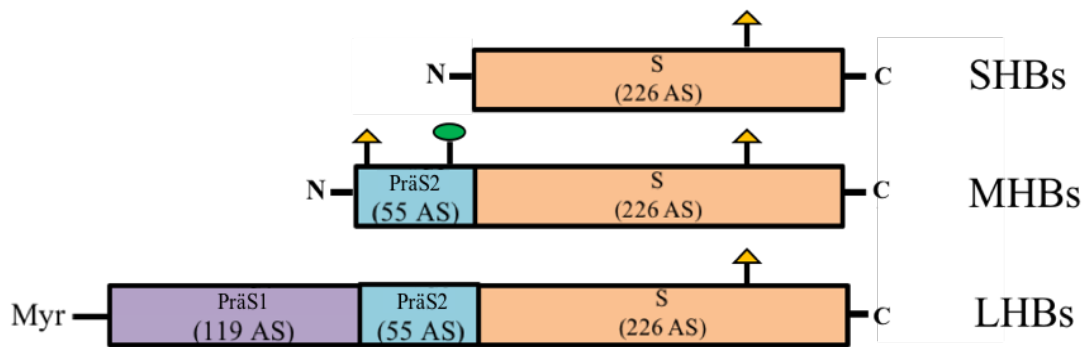 N S C SHBs
(226 AS)
N PräS2 S C MHBs
(55 AS) (226 AS)
Myr PräS1 PräS2 S C LHBs
(119 AS) (55 AS) (226 AS)